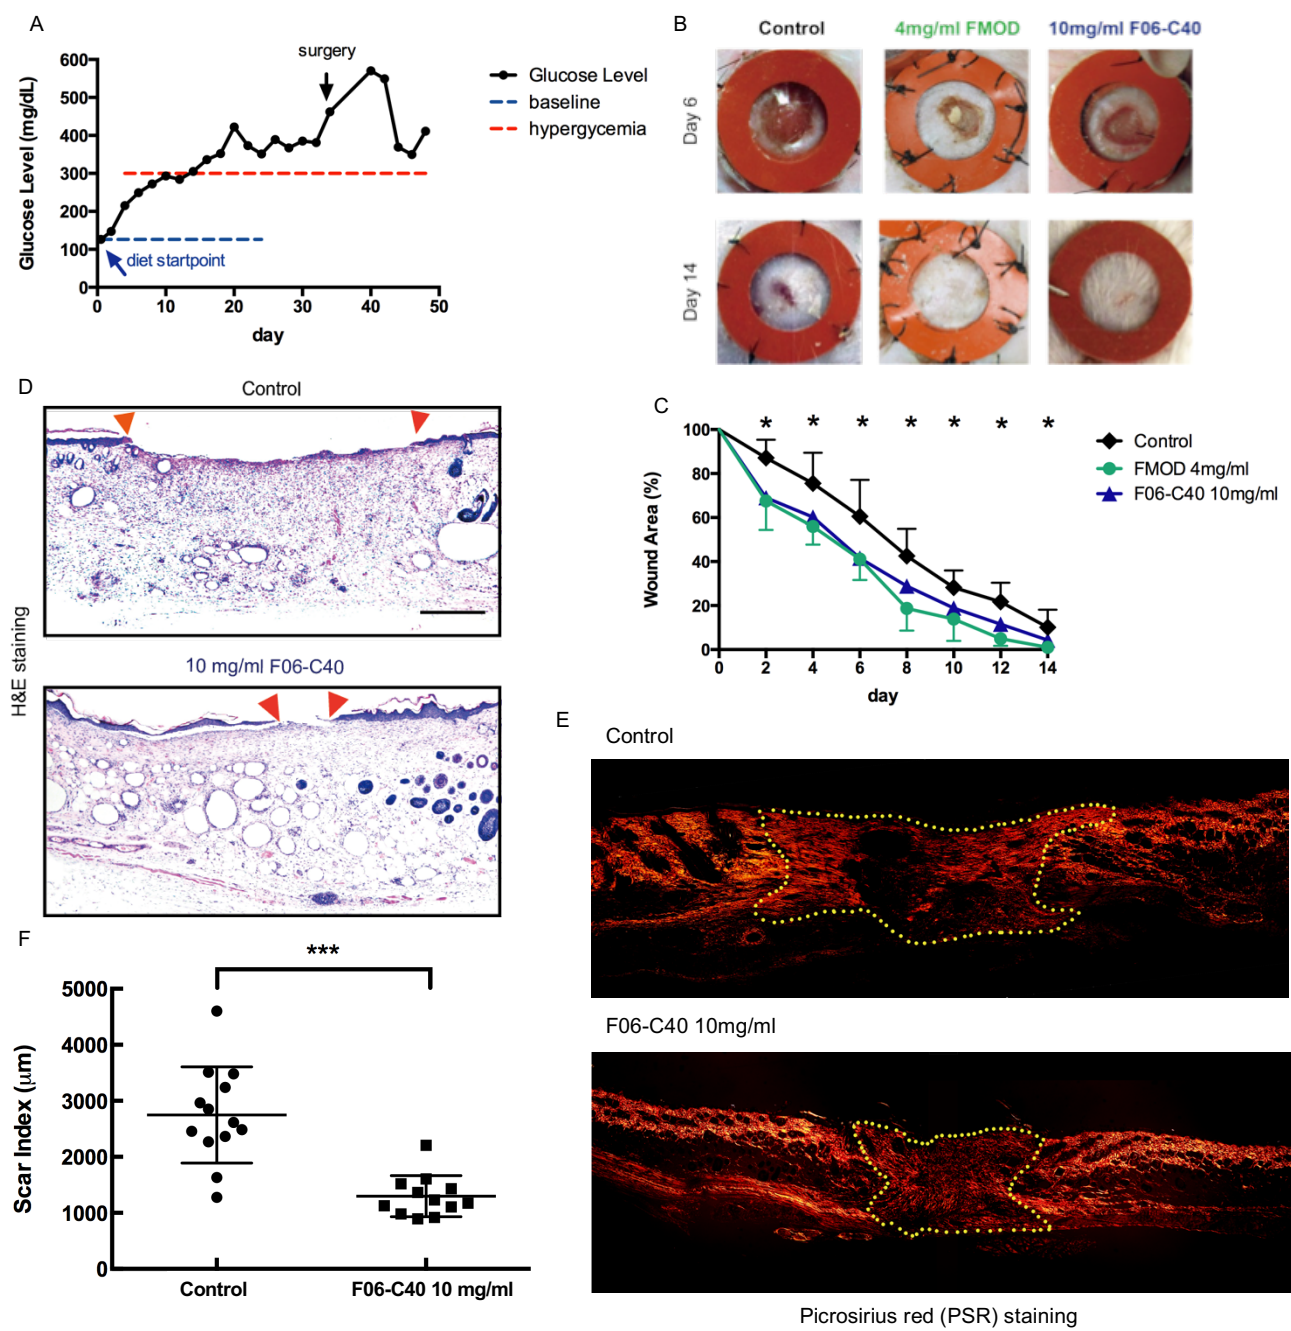 A
surgery
600
500
400
300
200
100
0
Glucose Level (mg/dL)
0 10 20 30 40 50
day
diet startpoint
Glucose Level
baseline
hypergycemia
B
Control 4mg/ml FMOD 10mg/ml F06-C40
Day 6
Day 14
D
Control
H&E staining
10 mg/ml F06-C40
C
* * * * * * *
100
80
60
40
20
0
Wound Area (%)
0 2 4 6 8 10 12 14
day
Control
FMOD 4mg/ml
F06-C40 10mg/ml
E
Control
F06-C40 10mg/ml
Picrosirius red (PSR) staining
F
***
5000
4000
3000
2000
1000
0
Scar Index (μm)
Control F06-C40 10 mg/ml